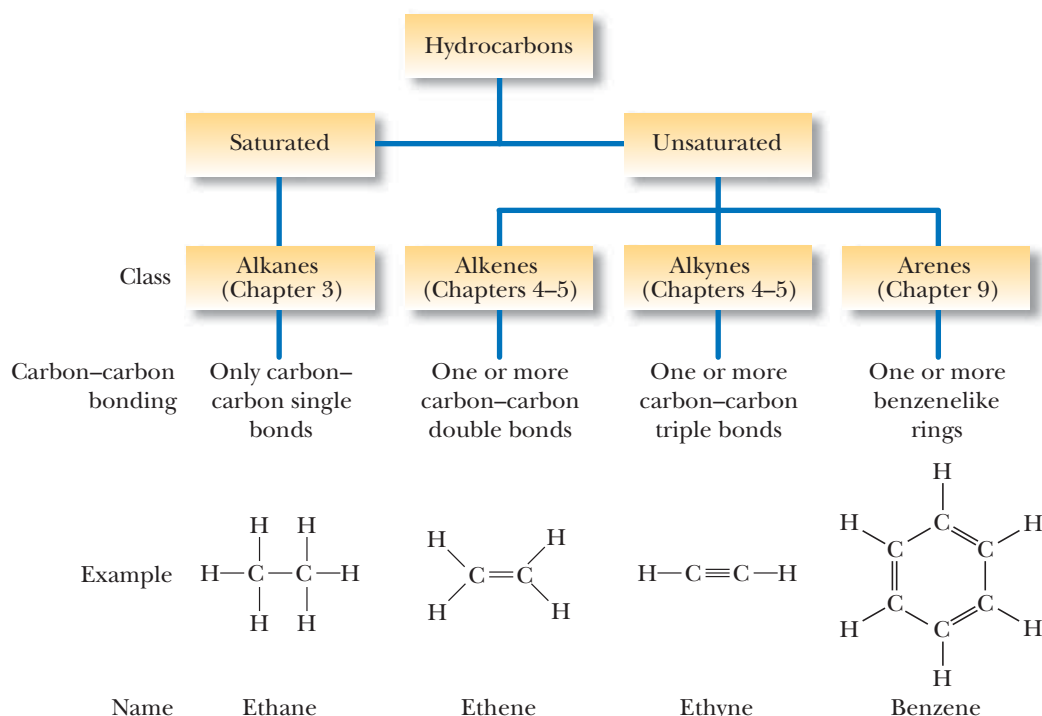 Hydrocarbons
Saturated
Unsaturated
Class
Alkanes
(Chapter 3)
Alkenes
(Chapters 4–5)
Alkynes
(Chapters 4–5)
Arenes
(Chapter 9)
Carbon–carbon
bonding
Only carbon–
carbon single
bonds
One or more
carbon–carbon
double bonds
One or more
carbon–carbon
triple bonds
One or more
benzenelike
rings
Example
H H
H—C—C—H
H H
H H
C=C
H H
H—C≡C—H
H
H C H
C C
C C
H C H
H
Name
Ethane
Ethene
Ethyne
Benzene